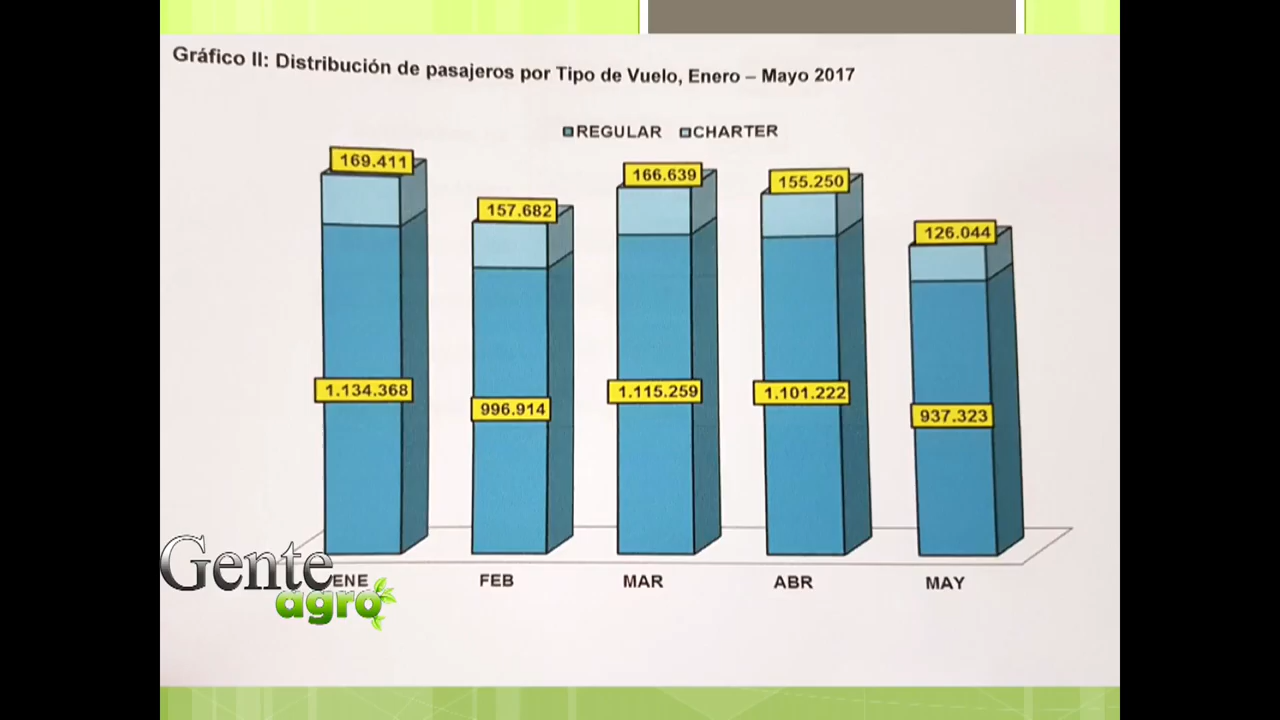 Gráfico II: Distribución de pasajeros por Tipo de Vuelo, Enero – Mayo 2017
REGULAR CHARTER
169.411
157.682
166.639
155.250
126.044
1.134.368
996.914
1.115.259
1.101.222
937.323
ENE FEB MAR ABR MAY
Gente
agro